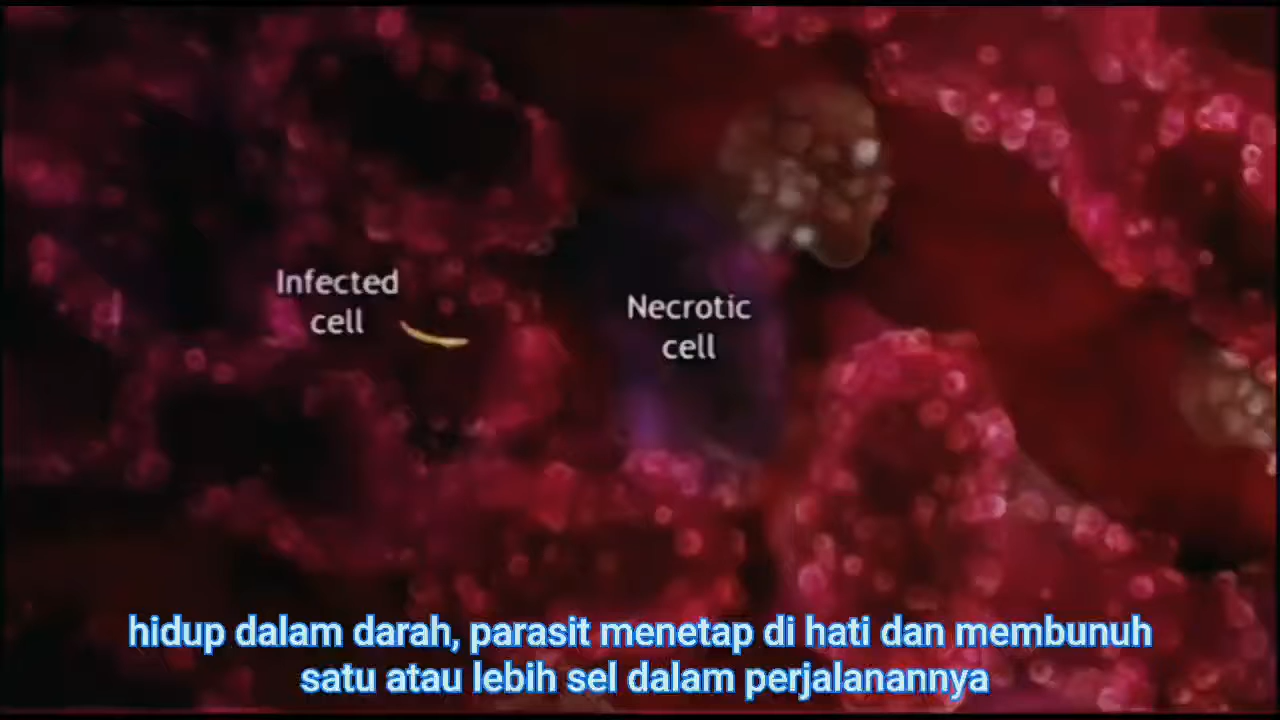 Infected
cell
Necrotic
cell
hidup dalam darah, parasit menetap di hati dan membunuh
satu atau lebih sel dalam perjalanannya